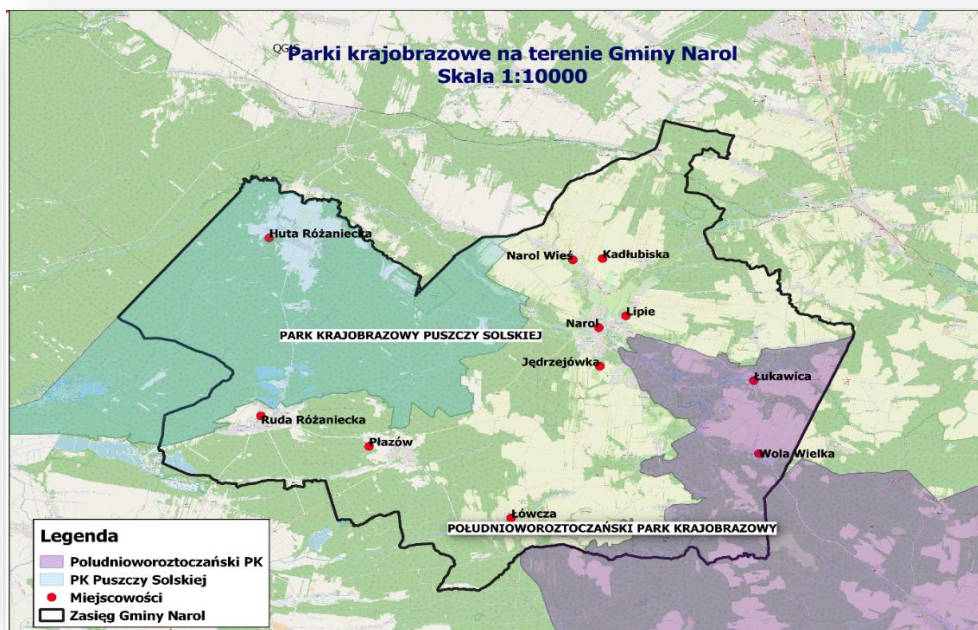 QGIS
Parki krajobrazowe na terenie Gminy Narol
Skala 1:10000
Huta Różaniecka
Narol Wieś
Kadłubiska
Lipie
Narol
PARK KRAJOBRAZOWY PUSZCZY SOLSKIEJ
Jędrzejówka
Łukawica
Ruda Różaniecka
Płazów
Wola Wielka
Łówcza
POŁUDNIOWOROZTOCZAŃSKI PARK KRAJOBRAZOWY
Legenda
Południoworoztoczański PK
PK Puszczy Solskiej
Miejscowości
Zasięg Gminy Narol